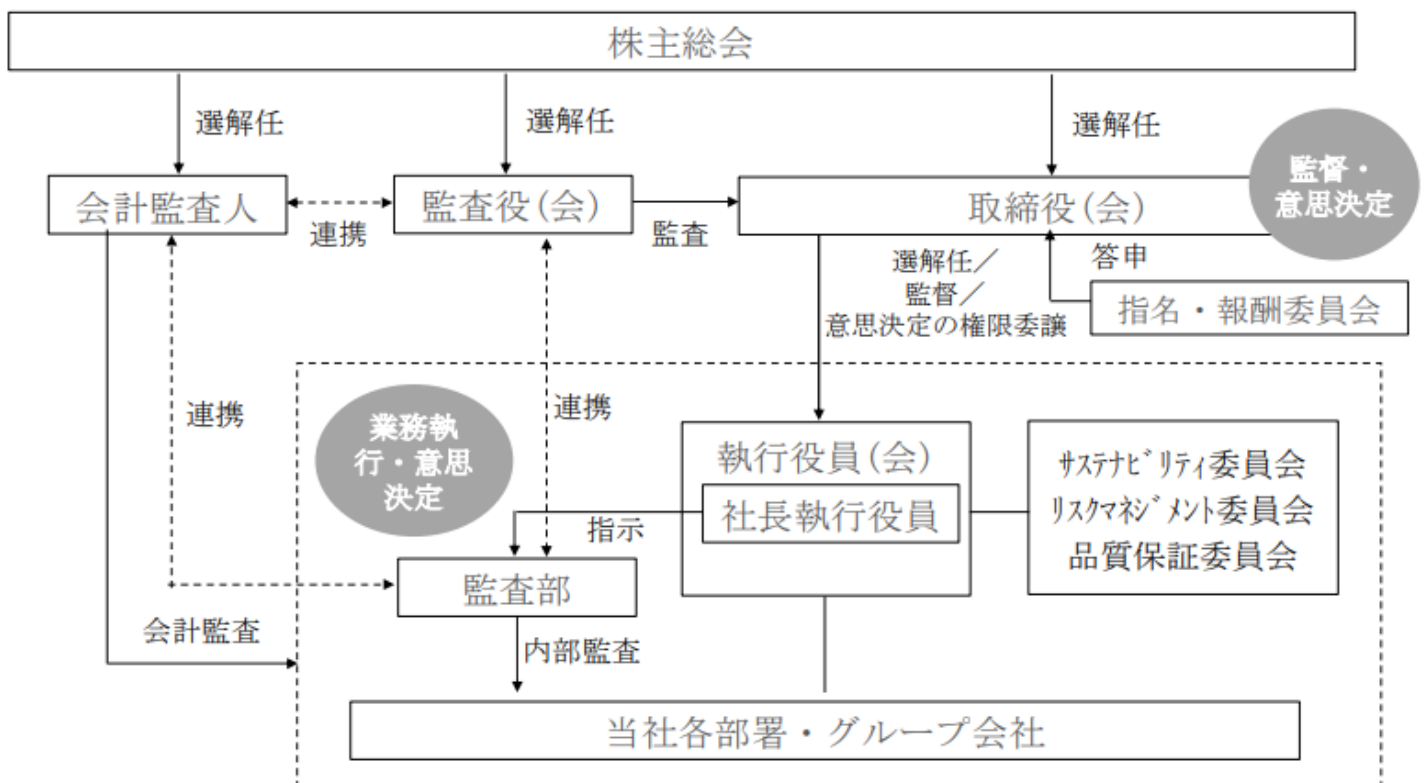 株主総会
選解任
選解任
選解任
監督・
意思決定
会計監査人
連携
監査役(会)
監査
取締役(会)
選解任／
監督／
意思決定の権限委譲
答申
指名・報酬委員会
連携
業務執
行・意思
決定
連携
執行役員(会)
社長執行役員
指示
ｻｽﾃﾅﾋﾞﾘﾃｨ委員会
ﾘｽｸﾏﾈｼﾞﾒﾝﾄ委員会
品質保証委員会
監査部
会計監査
内部監査
当社各部署・グループ会社